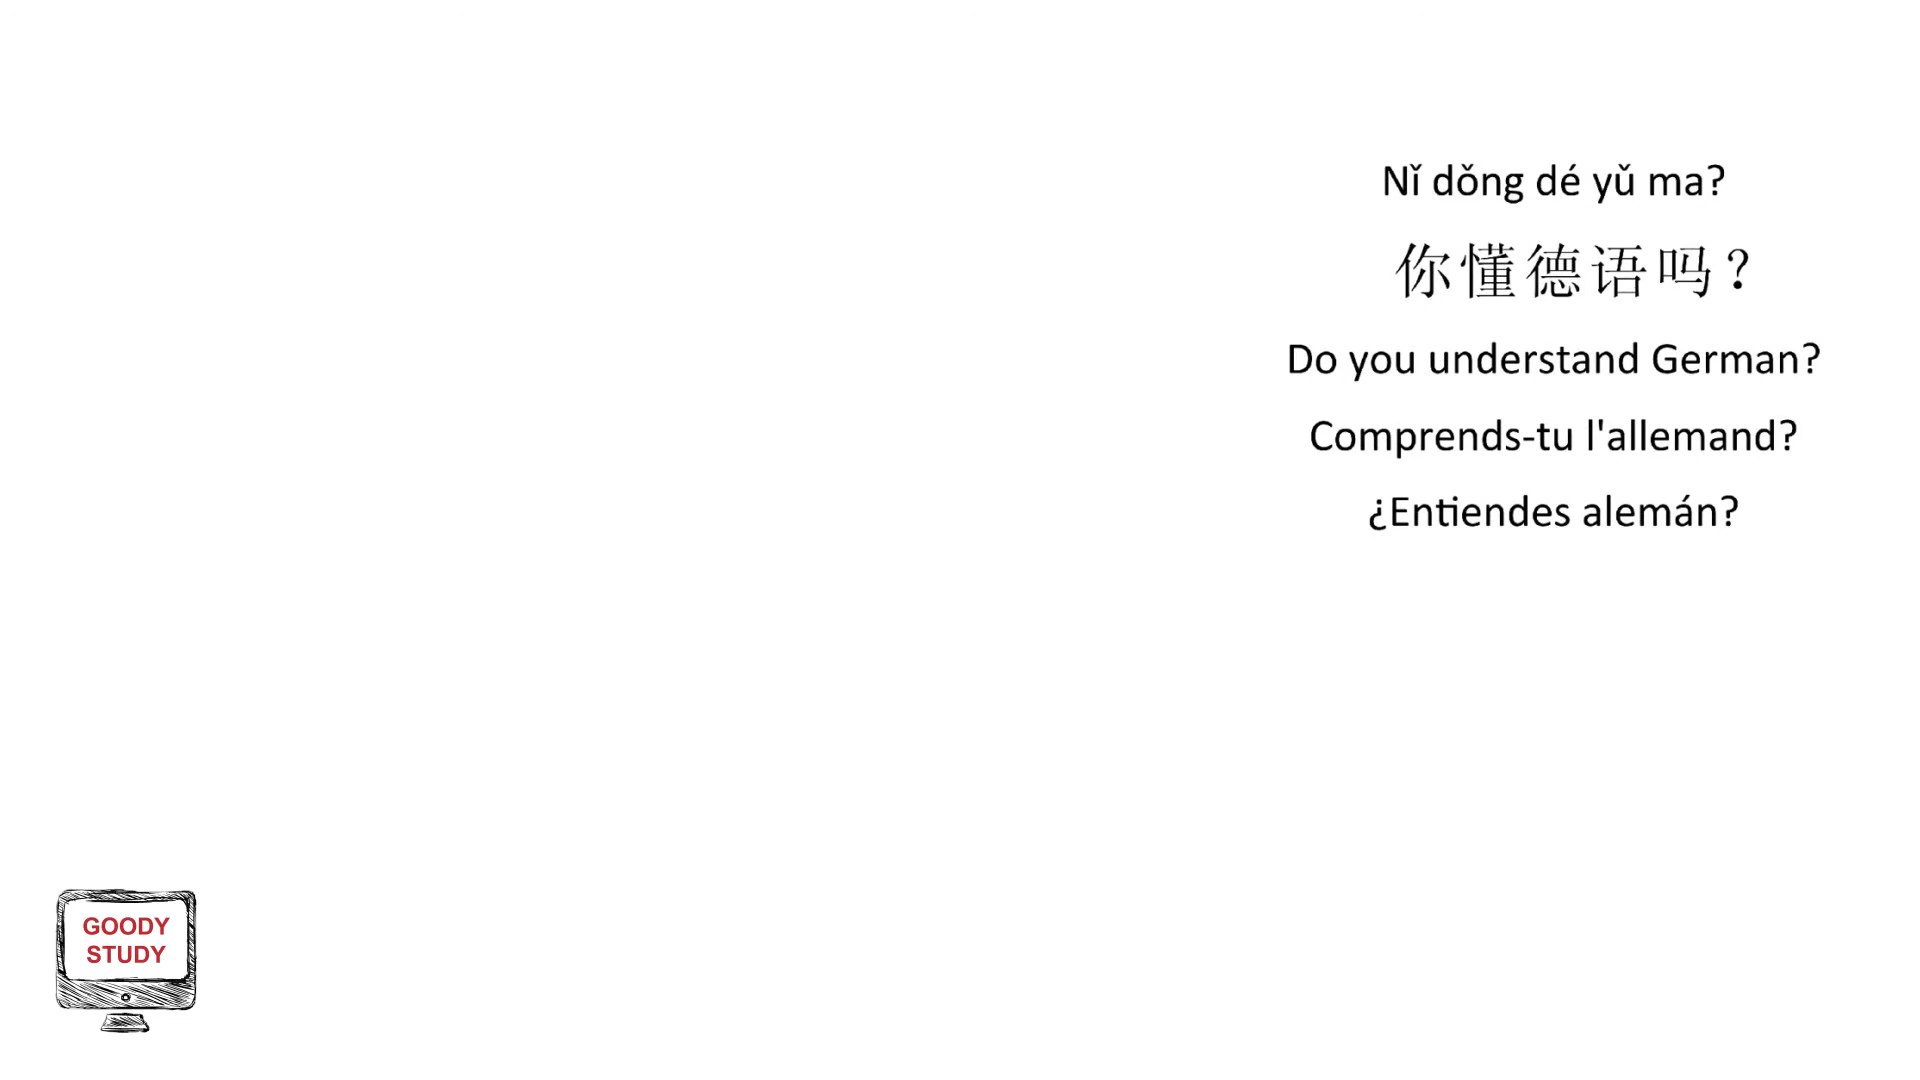 Nǐ dǒng dé yǔ ma?
你懂德语吗？
Do you understand German?
Comprends-tu l'allemand?
¿Entiendes alemán?
GOODY
STUDY